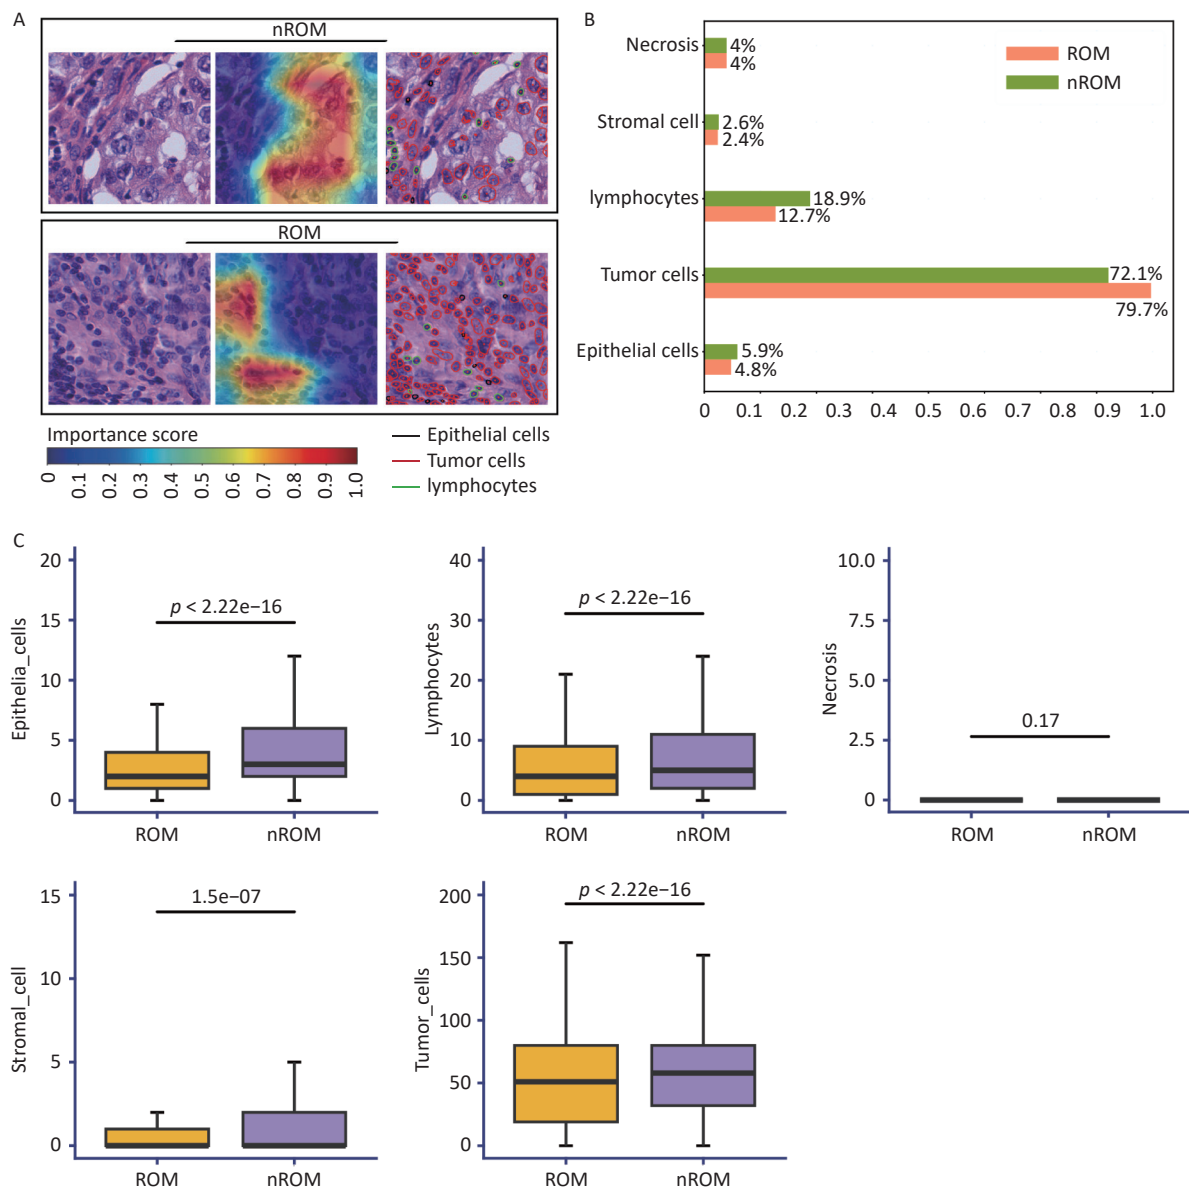 A
nROM
ROM
Importance score
0 0.1 0.2 0.3 0.4 0.5 0.6 0.7 0.8 0.9 1.0
Epithelial cells
Tumor cells
lymphocytes
B
Necrosis
4%
4%
ROM
nROM
Stromal cell
2.6%
2.4%
lymphocytes
18.9%
12.7%
Tumor cells
72.1%
79.7%
Epithelial cells
5.9%
4.8%
0 0.1 0.2 0.3 0.4 0.5 0.6 0.7 0.8 0.9 1.0
C
Epithelia_cells
20
15
10
5
0
p < 2.22e−16
ROM nROM
Lymphocytes
40
30
20
10
0
p < 2.22e−16
ROM nROM
Necrosis
10.0
7.5
5.0
2.5
0
0.17
ROM nROM
Stromal_cell
15
10
5
0
1.5e−07
ROM nROM
Tumor_cells
200
150
100
50
0
p < 2.22e−16
ROM nROM